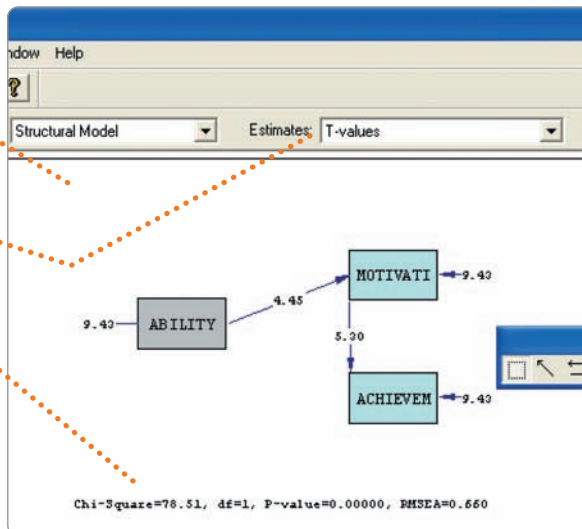 Help
?
Structural Model Estimates: T-values
MOTIVATI
9.43
4.45
9.43
ABILITY
5.30
ACHIEVEM
9.43
Chi-Square=78.51, df=1, P-value=0.00000, RMSEA=0.660